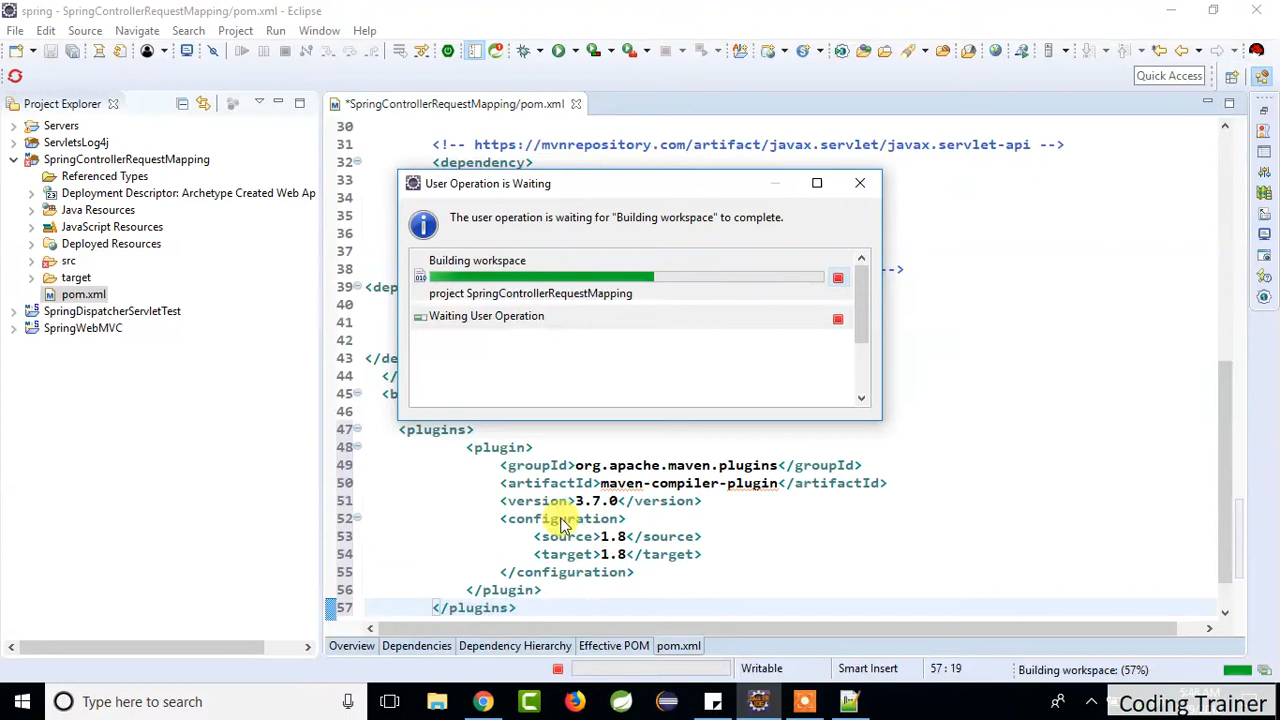 spring - SpringControllerRequestMapping/pom.xml - Eclipse
File Edit Source Navigate Search Project Run Window Help
Quick Access
Project Explorer
*SpringControllerRequestMapping/pom.xml
Servers
ServletsLog4j
SpringControllerRequestMapping
Referenced Types
Deployment Descriptor: Archetype Created Web Ap
Java Resources
JavaScript Resources
Deployed Resources
src
target
pom.xml
SpringDispatcherServletTest
SpringWebMVC
30
31 <!-- https://mvnrepository.com/artifact/javax.servlet/javax.servlet-api -->
32 <dependency>
33
34
35
36
37
38 -->
39 <de
40
41
42
43 </de
44 </
45 <b
46
47 <plugins>
48 <plugin>
49 <groupId>org.apache.maven.plugins</groupId>
50 <artifactId>maven-compiler-plugin</artifactId>
51 <version>3.7.0</version>
52 <configuration>
53 <source>1.8</source>
54 <target>1.8</target>
55 </configuration>
56 </plugin>
57 </plugins>
User Operation is Waiting
The user operation is waiting for "Building workspace" to complete.
Building workspace
project SpringControllerRequestMapping
Waiting User Operation
Overview Dependencies Dependency Hierarchy Effective POM pom.xml
Writable Smart Insert 57 : 19 Building workspace: (57%)
Type here to search
Coding Trainer